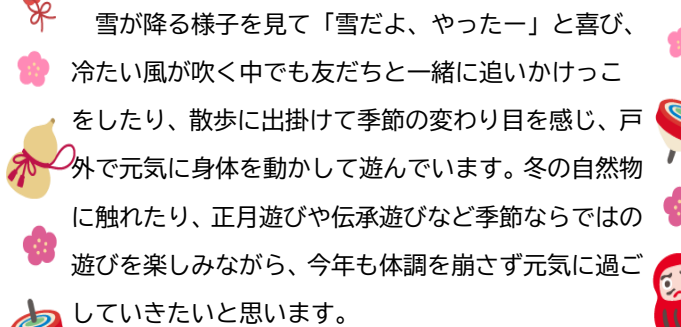 雪が降る様子を見て「雪だよ、やったー」と喜び、
冷たい風が吹く中でも友だちと一緒に追いかけっこ
をしたり、散歩に出掛けて季節の変わり目を感じ、戸
外で元気に身体を動かして遊んでいます。冬の自然物
に触れたり、正月遊びや伝承遊びなど季節ならではの
遊びを楽しみながら、今年も体調を崩さず元気に過ご
していきたいと思います。